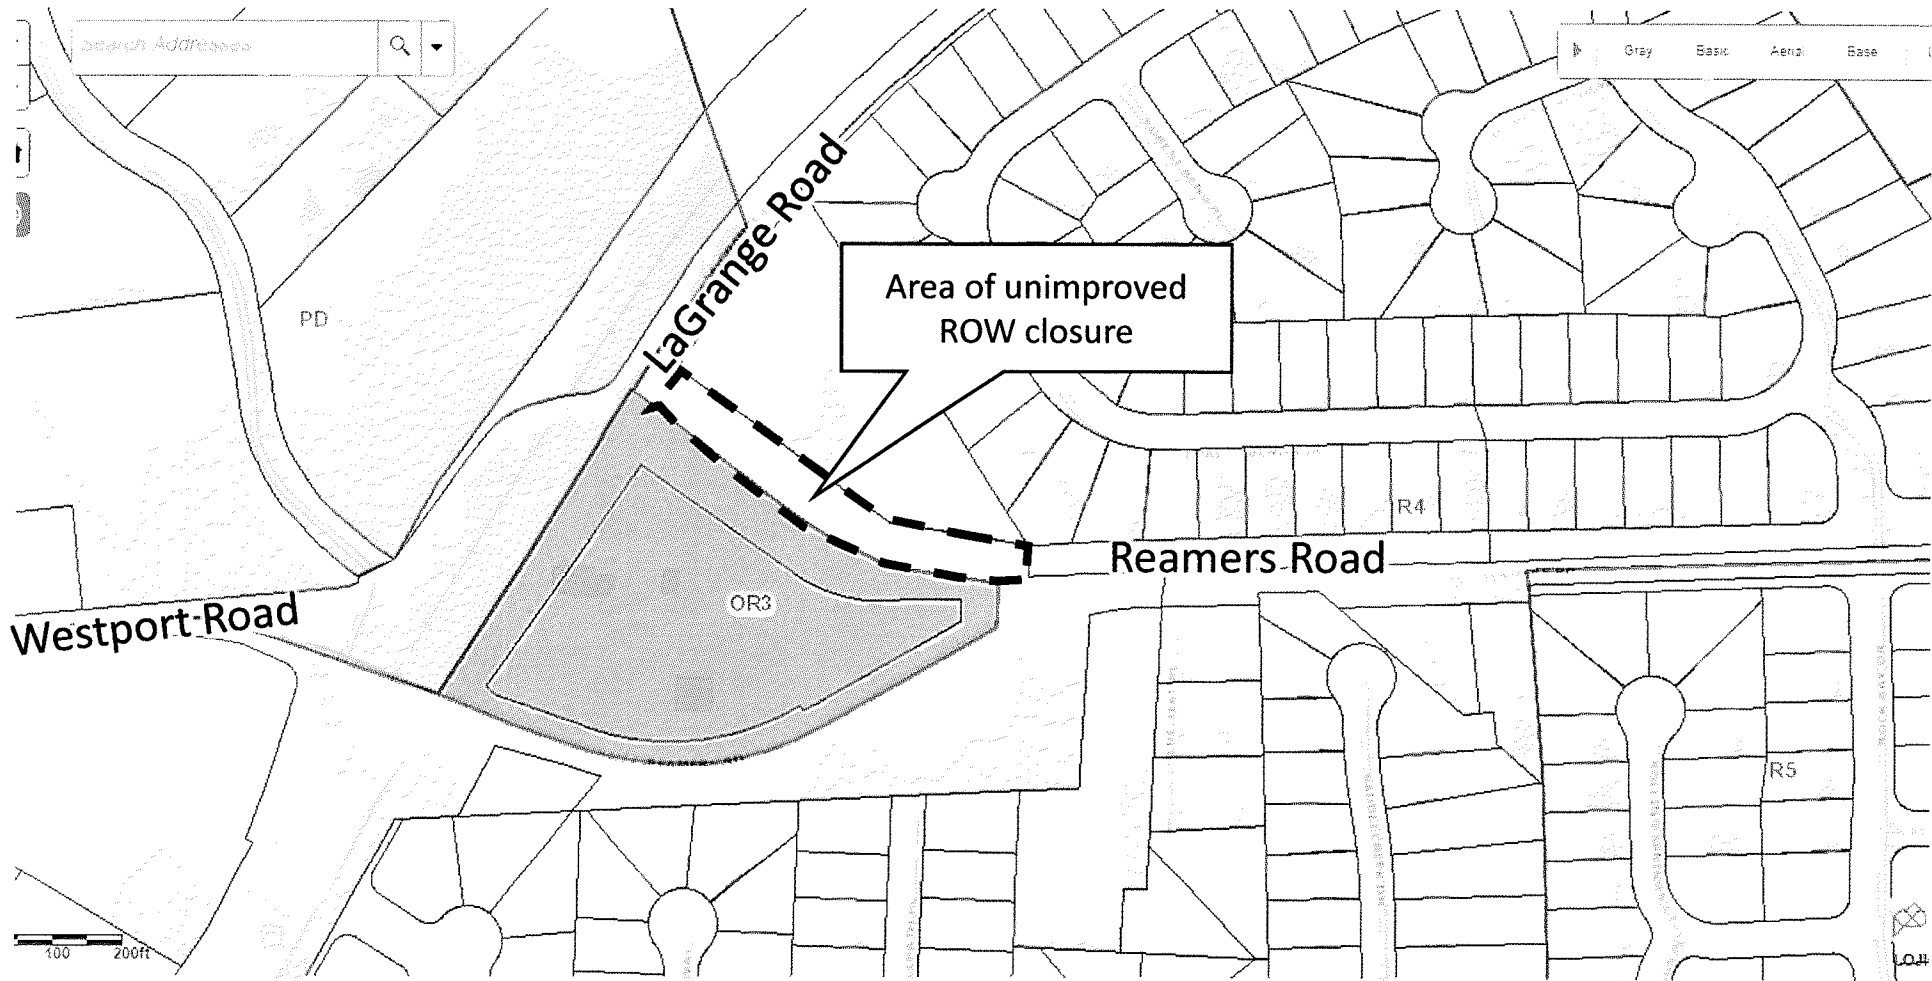 Search Addresses
Gray Basic Aerial Base
LaGrange Road
Area of unimproved
ROW closure
PD
R4
Reamers Road
OR3
Westport Road
R5
100 200ft
LOJI